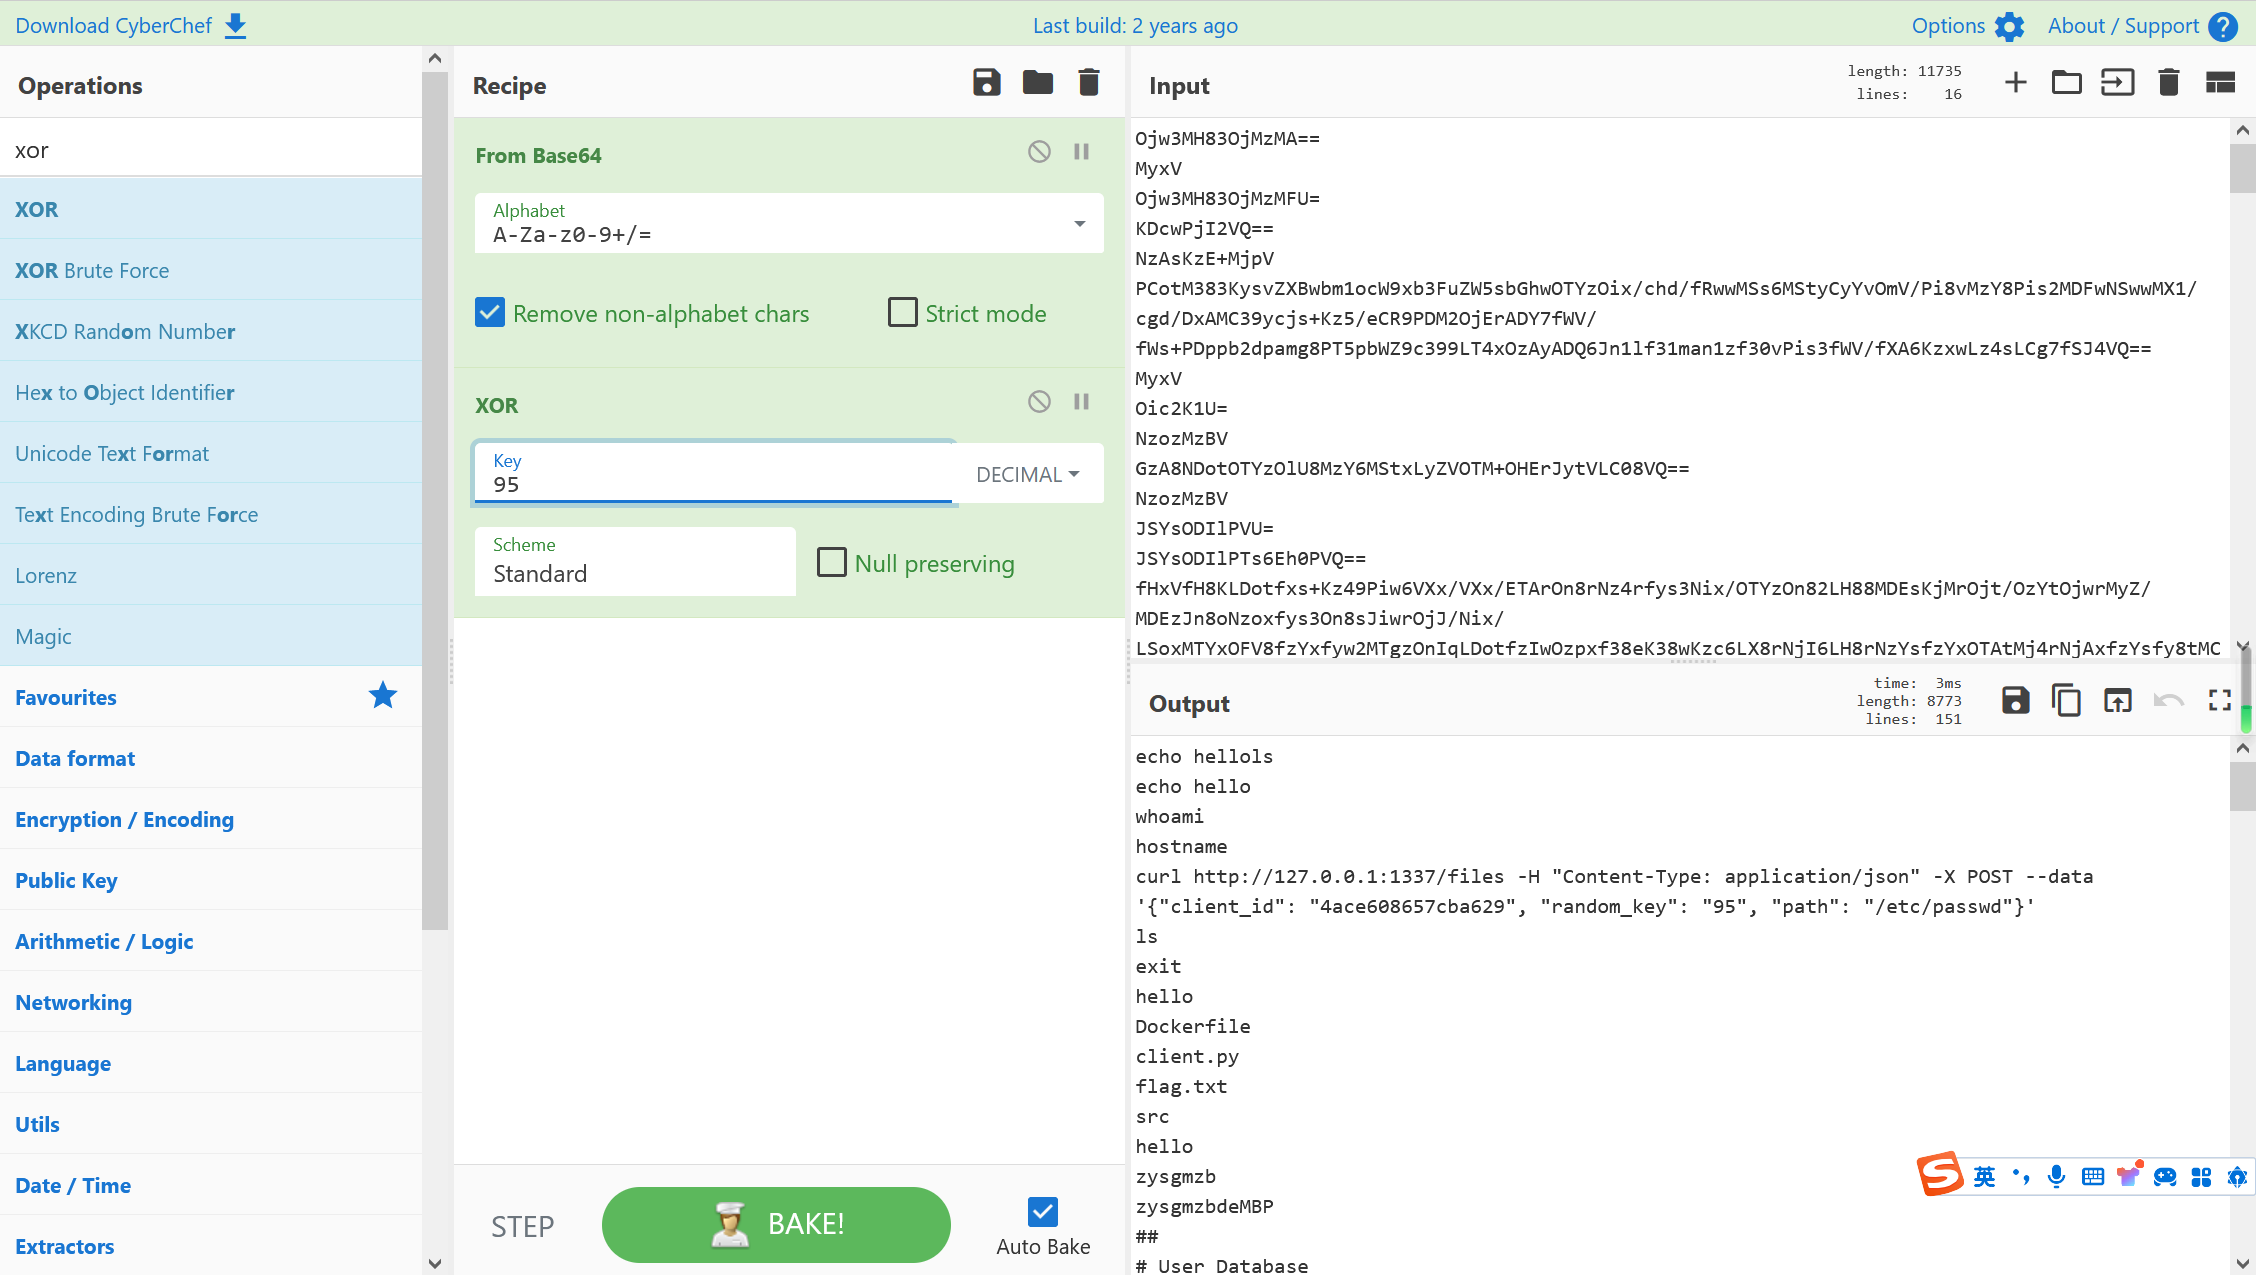 Download CyberChef
Last build: 2 years ago
Options
About / Support
Operations
xor
XOR
XOR Brute Force
XKCD Random Number
Hex to Object Identifier
Unicode Text Format
Text Encoding Brute Force
Lorenz
Magic
Favourites
Data format
Encryption / Encoding
Public Key
Arithmetic / Logic
Networking
Language
Utils
Date / Time
Extractors
Recipe
From Base64
Alphabet
A-Za-z0-9+/=
Remove non-alphabet chars
Strict mode
XOR
Key
95
DECIMAL
Scheme
Standard
Null preserving
STEP
BAKE!
Auto Bake
Input
length: 11735
lines: 16
Ojw3MH83OjMzMA==
MyxV
Ojw3MH83OjMzMFU=
KDcwPjI2VQ==
NzAsKzE+MjpV
PCotM383KysvZXBwbm1ocW9xb3FuZW5sbGhwOTYzOix/chd/fRwwMSs6MStyCyYvOmV/Pi8vMzY8Pis2MDFwNSwwMX1/
cgd/DxAMC39ycjs+Kz5/eCR9PDM2OjErADY7fWV/
fWs+PDppb2dpamg8PT5pbWZ9c399LT4xOzAyADQ6Jn1lf31man1zf30vPis3fWV/fXA6KzxwLz4sLCg7fSJ4VQ==
MyxV
Oic2K1U=
NzozMzBV
GzA8NDotOTYzOlU8MzY6MStxLyZVOTM+OHErJytVLC08VQ==
NzozMzBV
JSYsODIlPVU=
JSYsODIlPTs6Eh0PVQ==
fHxVfH8KLDotfxs+Kz49Piw6VXx/VXx/ETArOn8rNz4rfys3Nix/OTYzOn82LH88MDEsKjMrOjt/OzYtOjwrMyZ/
MDEzJn8oNzoxfys3On8sJiwrOjJ/Nix/
LSoxMTYxOFV8fzYxfyw2MTgzOnIqLDotfzIwOzpxf38eK38wKzc6LX8rNjI6LH8rNzYsfzYxOTAtMj4rNjAxfzYsfy8tMC
Output
time: 3ms
length: 8773
lines: 151
echo hellols
echo hello
whoami
hostname
curl http://127.0.0.1:1337/files -H "Content-Type: application/json" -X POST --data
'{"client_id": "4ace608657cba629", "random_key": "95", "path": "/etc/passwd"}'
ls
exit
hello
Dockerfile
client.py
flag.txt
src
hello
zysgmzb
zysgmzbdeMBP
##
# User Database
英